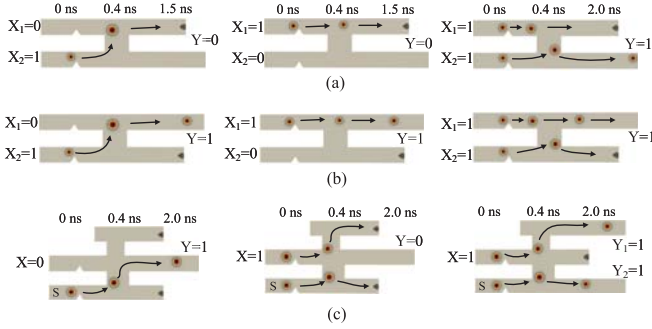 0 ns 0.4 ns 1.5 ns 0 ns 0.4 ns 1.5 ns 0 ns 0.4 ns 2.0 ns
X₁=0 X₁=1 X₁=1
Y=0 Y=0 Y=1
X₂=1 X₂=0 X₂=1
(a)
X₁=0 X₁=1 X₁=1
Y=1 Y=1 Y=1
X₂=1 X₂=0 X₂=1
(b)
0 ns 0.4 ns 2.0 ns 0 ns 0.4 ns 2.0 ns 0 ns 0.4 ns 2.0 ns
Y=1 Y=0 Y₁=1
X=0 X=1 X=1
Y₂=1
S S S
(c)